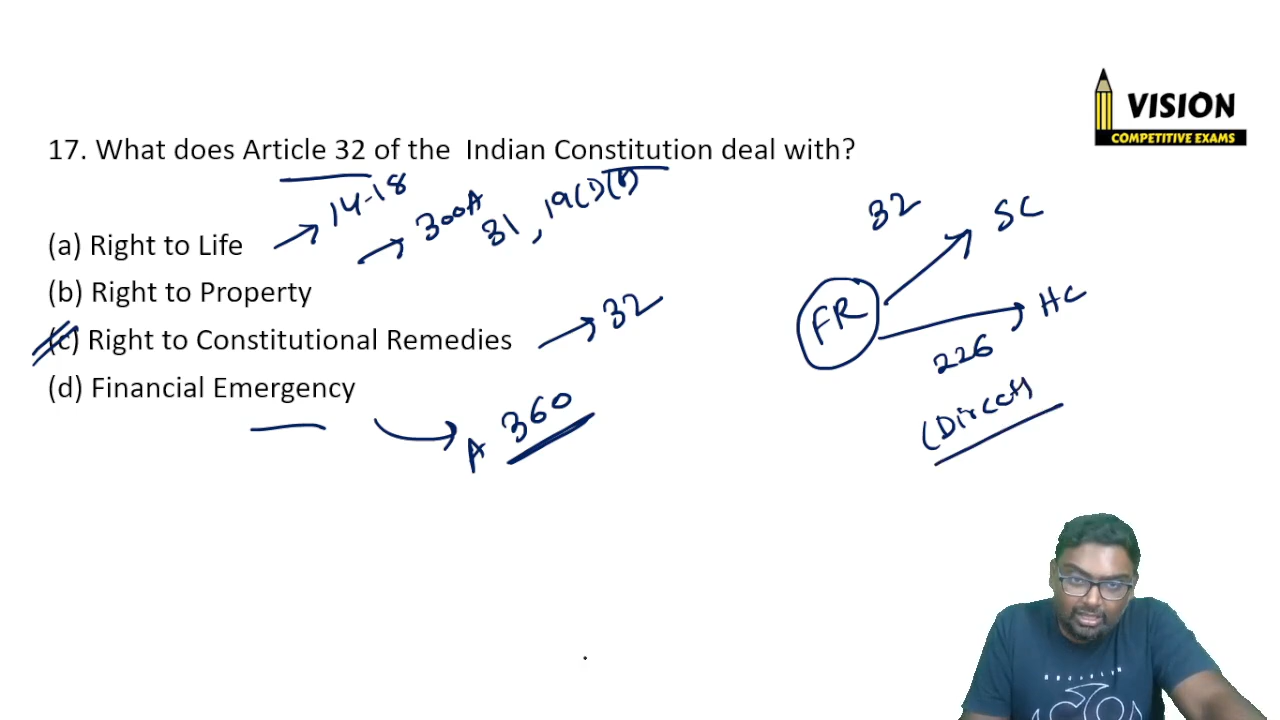 VISION
COMPETITIVE EXAMS
17. What does Article 32 of the Indian Constitution deal with?
14-18
300A
31, 19(1)(f)
(a) Right to Life
(b) Right to Property
(c) Right to Constitutional Remedies
32
(d) Financial Emergency
A 360
32
SC
FR
HC
226
(Direct)